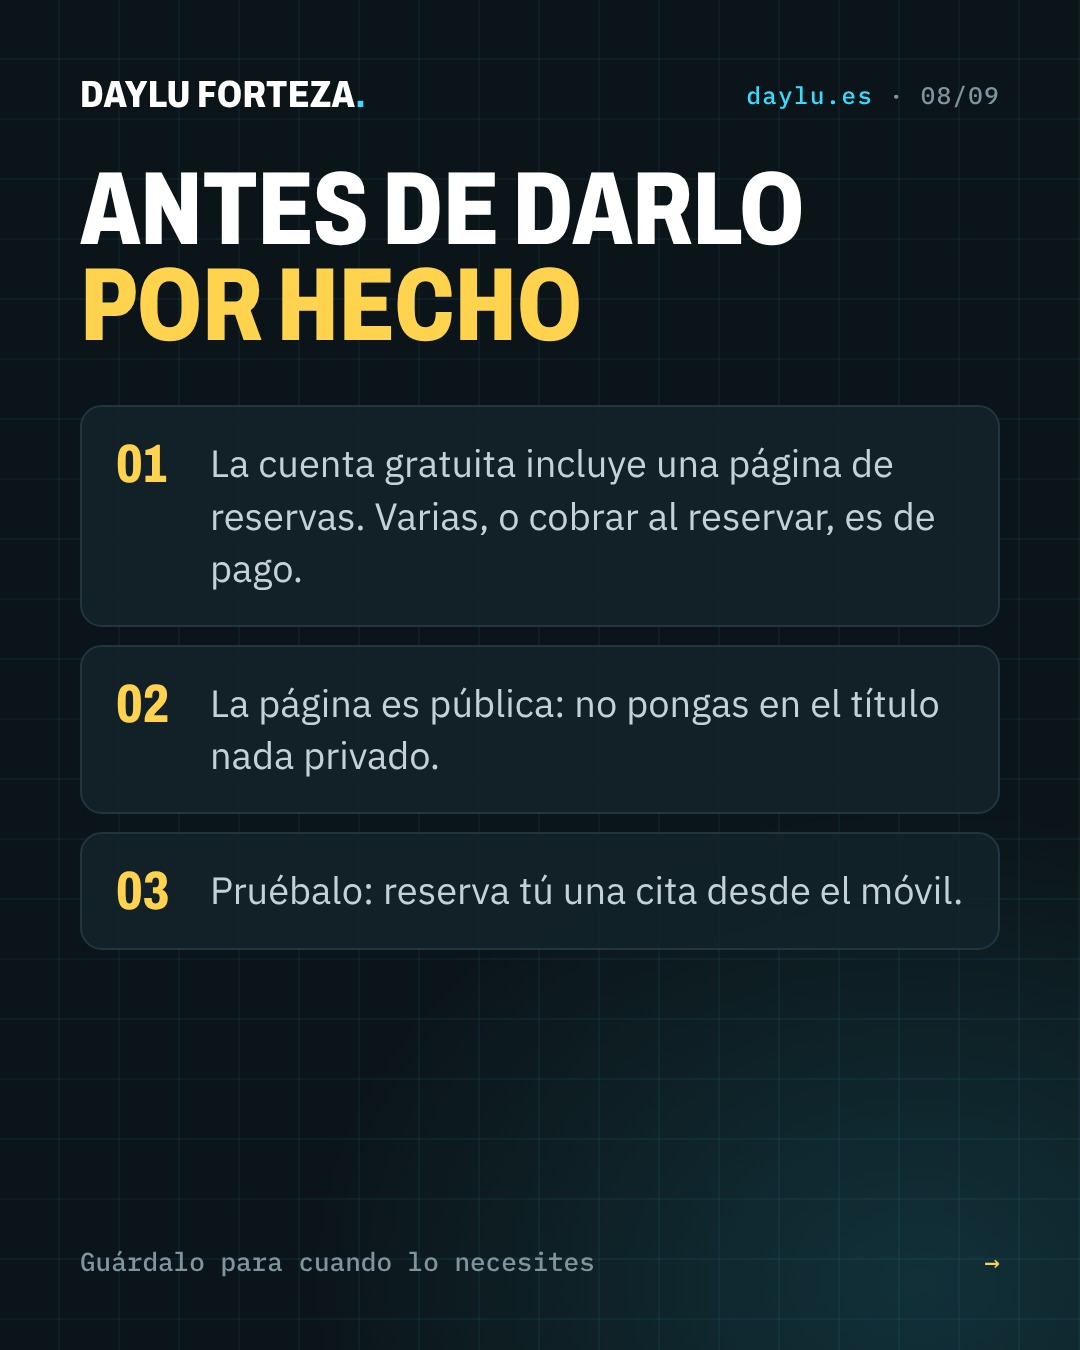 DAYLU FORTEZA.
daylu.es · 08/09
ANTES DE DARLO
POR HECHO
01
La cuenta gratuita incluye una página de
reservas. Varias, o cobrar al reservar, es de
pago.
02
La página es pública: no pongas en el título
nada privado.
03
Pruébalo: reserva tú una cita desde el móvil.
Guárdalo para cuando lo necesites
→